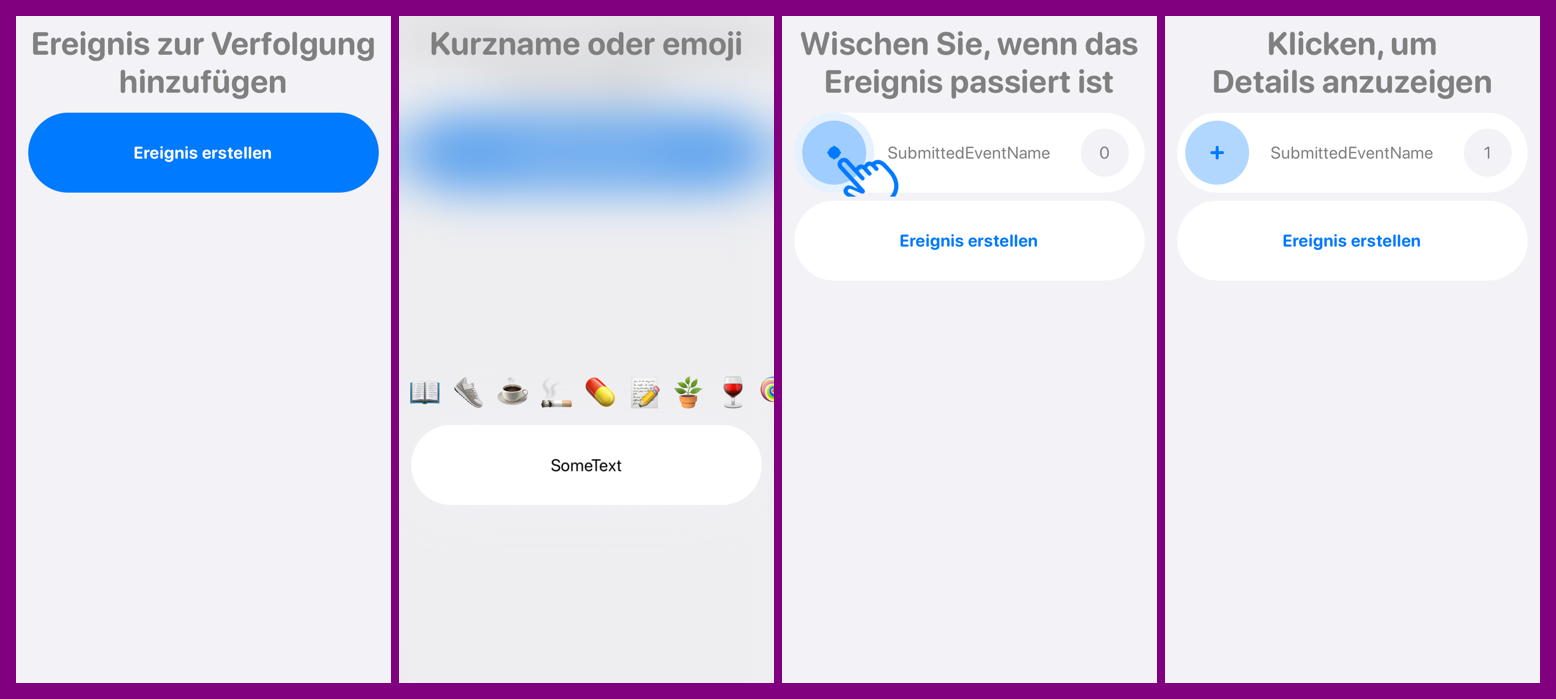 Ereignis zur Verfolgung
hinzufügen
Ereignis erstellen
Kurzname oder emoji
SomeText
Wischen Sie, wenn das
Ereignis passiert ist
SubmittedEventName
0
Ereignis erstellen
Klicken, um
Details anzuzeigen
+
SubmittedEventName
1
Ereignis erstellen